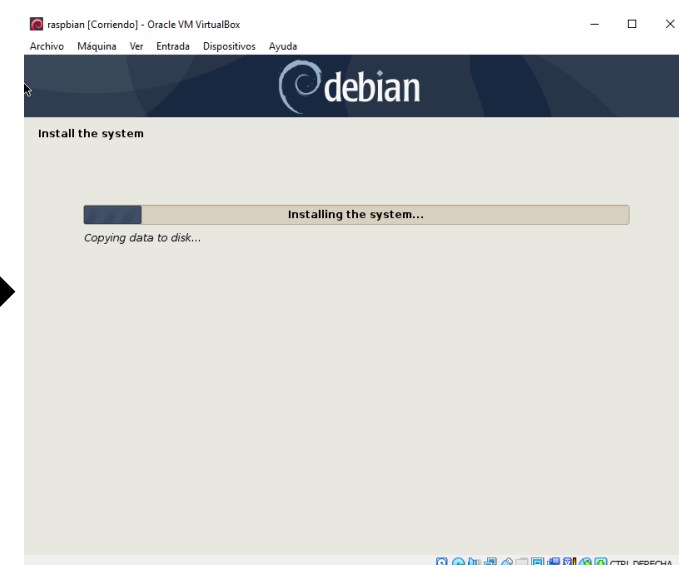 raspbian [Corriendo] - Oracle VM VirtualBox
Archivo Máquina Ver Entrada Dispositivos Ayuda
debian
Install the system
Installing the system...
Copying data to disk...
CTRL DERECHA